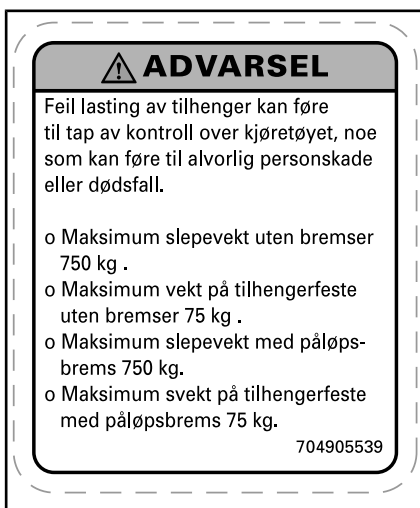 ADVARSEL
Feil lasting av tilhenger kan føre
til tap av kontroll over kjøretøyet, noe
som kan føre til alvorlig personskade
eller dødsfall.
o Maksimum slepevekt uten bremser
750 kg .
o Maksimum vekt på tilhengerfeste
uten bremser 75 kg .
o Maksimum slepevekt med påløps-
brems 750 kg.
o Maksimum svekt på tilhengerfeste
med påløpsbrems 75 kg.
704905539